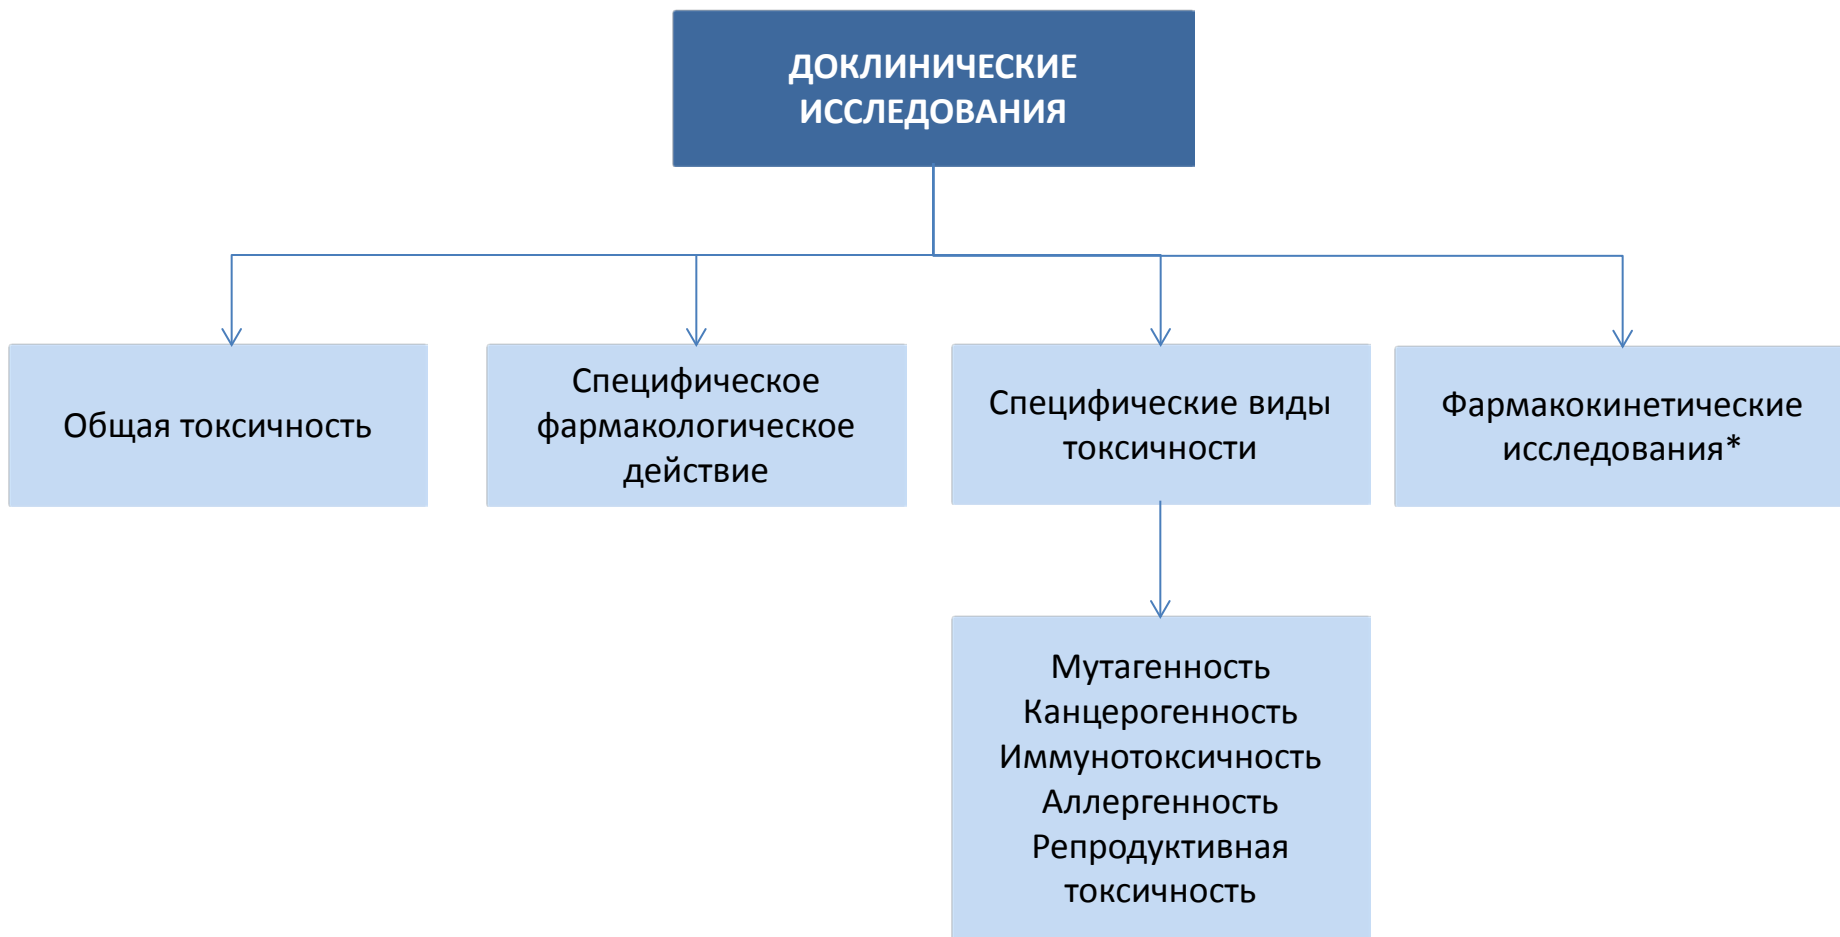 ДОКЛИНИЧЕСКИЕ
ИССЛЕДОВАНИЯ
Общая токсичность
Специфическое
фармакологическое
действие
Специфические виды
токсичности
Фармакокинетические
исследования*
Мутагенность
Канцерогенность
Иммунотоксичность
Аллергенность
Репродуктивная
токсичность